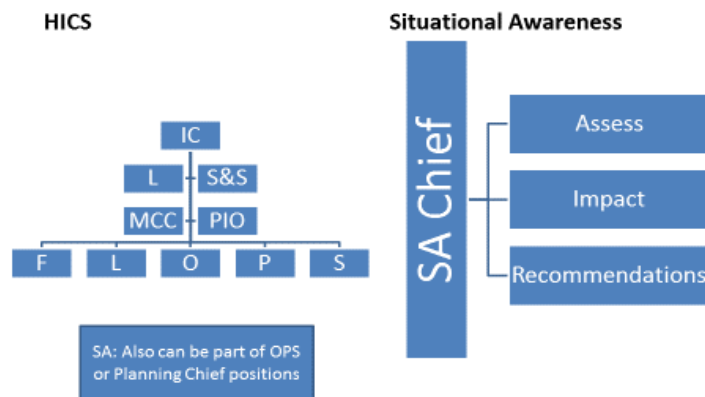 HICS
Situational Awareness
IC
L
S&S
MCC
PIO
F
L
O
P
S
SA: Also can be part of OPS
or Planning Chief positions
SA Chief
Assess
Impact
Recommendations